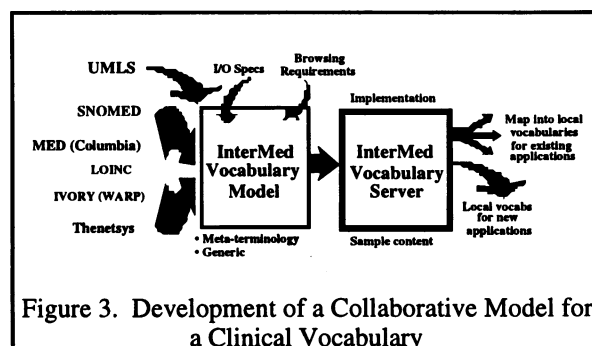 UMLS
I/O Specs
Browsing
Requirements
SNOMED
MED (Columbia)
LOINC
IVORY (WARP)
Thenetsys
InterMed
Vocabulary
Model
• Meta-terminology
• Generic
Implementation
InterMed
Vocabulary
Server
Sample content
Map into local
vocabularies
for existing
applications
Local vocabs
for new
applications
Figure 3. Development of a Collaborative Model for
a Clinical Vocabulary